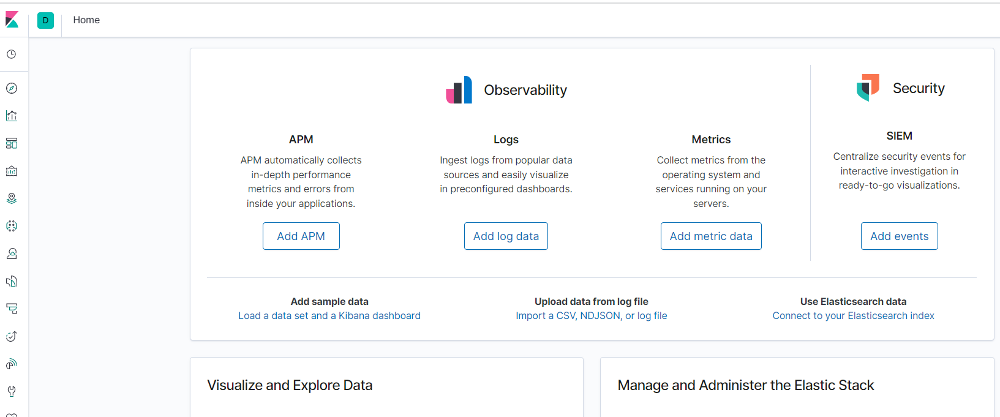 D
Home
Observability
Security
APM
APM automatically collects
in-depth performance
metrics and errors from
inside your applications.
Add APM
Logs
Ingest logs from popular data
sources and easily visualize
in preconfigured dashboards.
Add log data
Metrics
Collect metrics from the
operating system and
services running on your
servers.
Add metric data
SIEM
Centralize security events for
interactive investigation in
ready-to-go visualizations.
Add events
Add sample data
Load a data set and a Kibana dashboard
Upload data from log file
Import a CSV, NDJSON, or log file
Use Elasticsearch data
Connect to your Elasticsearch index
Visualize and Explore Data
Manage and Administer the Elastic Stack